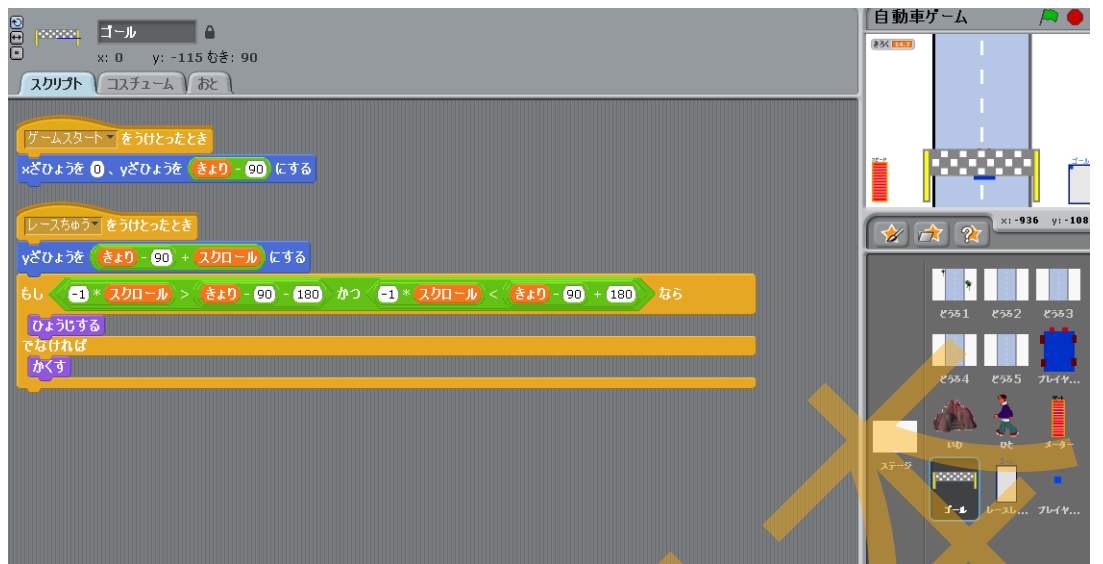 ゴール
x: 0 y: -115 むき: 90
スクリプト コスチューム おと
ゲームスタート をうけとったとき
xざひょうを 0 、yざひょうを きょり - 90 にする
レースちゅう をうけとったとき
yざひょうを きょり - 90 + スクロール にする
もし -1 * スクロール > きょり - 90 - 180 かつ -1 * スクロール < きょり - 90 + 180 なら
ひょうじする
でなければ
かくす
自動車ゲーム
きろく 14.7
スピード
ゴール
x: -936 y: -108
どうろ1 どうろ2 どうろ3
どうろ4 どうろ5 プレイヤ...
いわ ひと メーター
ステージ
ゴール レースレ... プレイヤ...